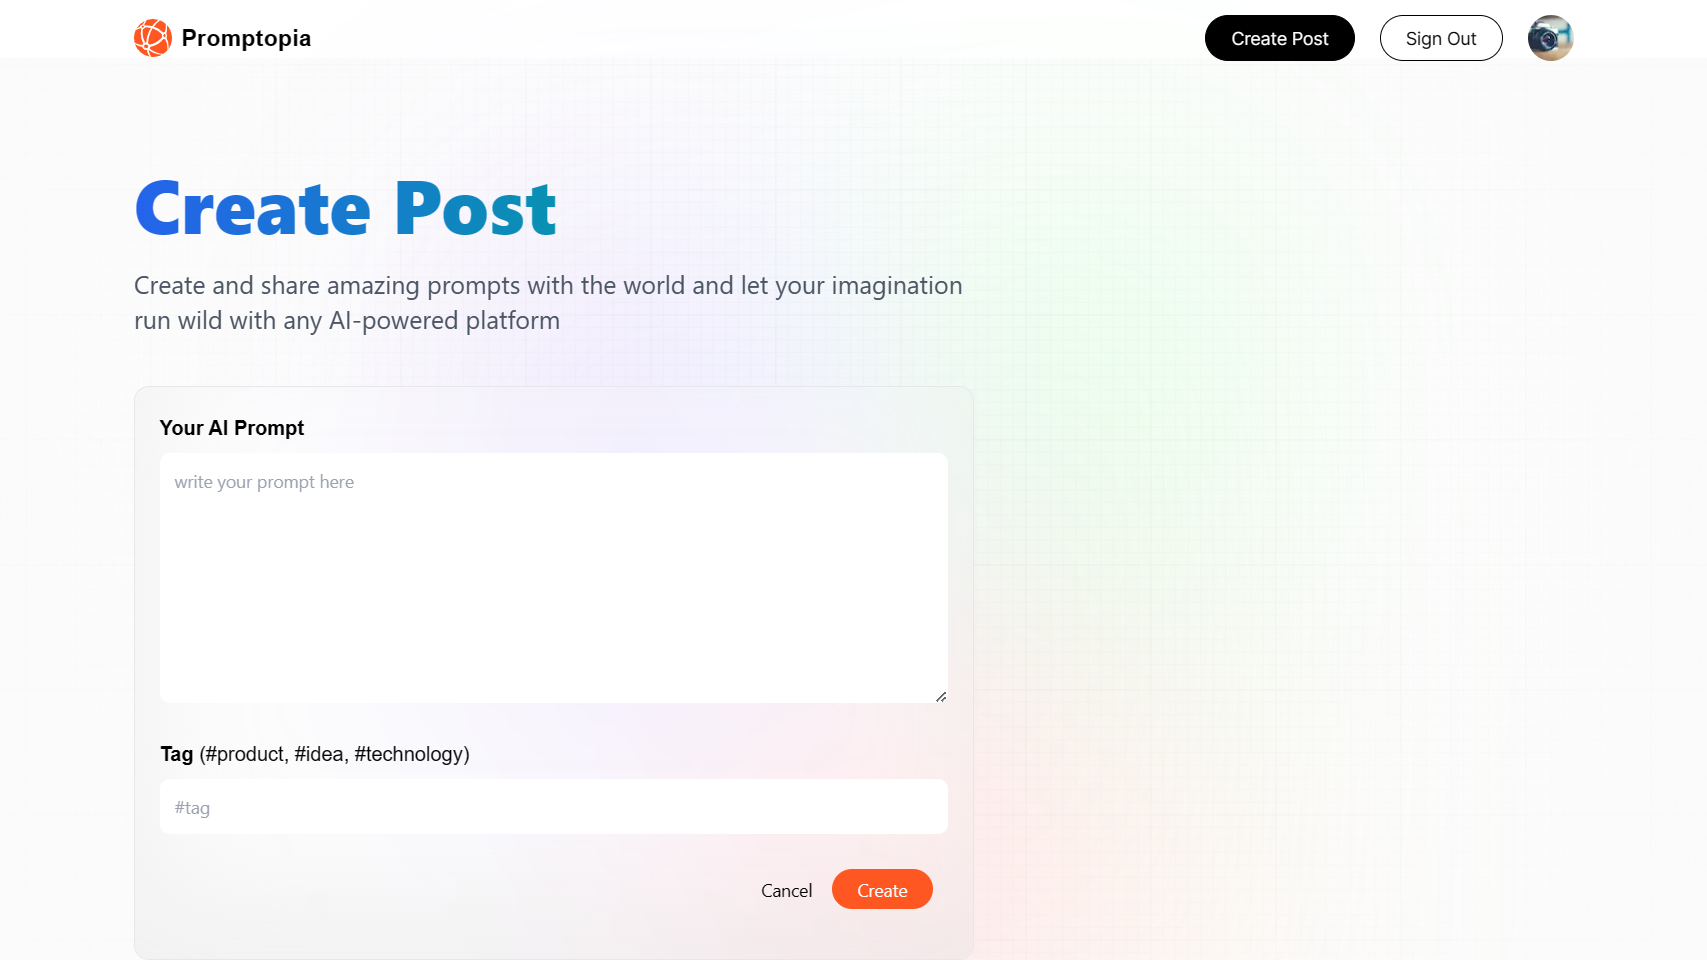 Promptopia
Create Post
Sign Out
Create Post
Create and share amazing prompts with the world and let your imagination
run wild with any AI-powered platform
Your AI Prompt
write your prompt here
Tag (#product, #idea, #technology)
#tag
Cancel
Create